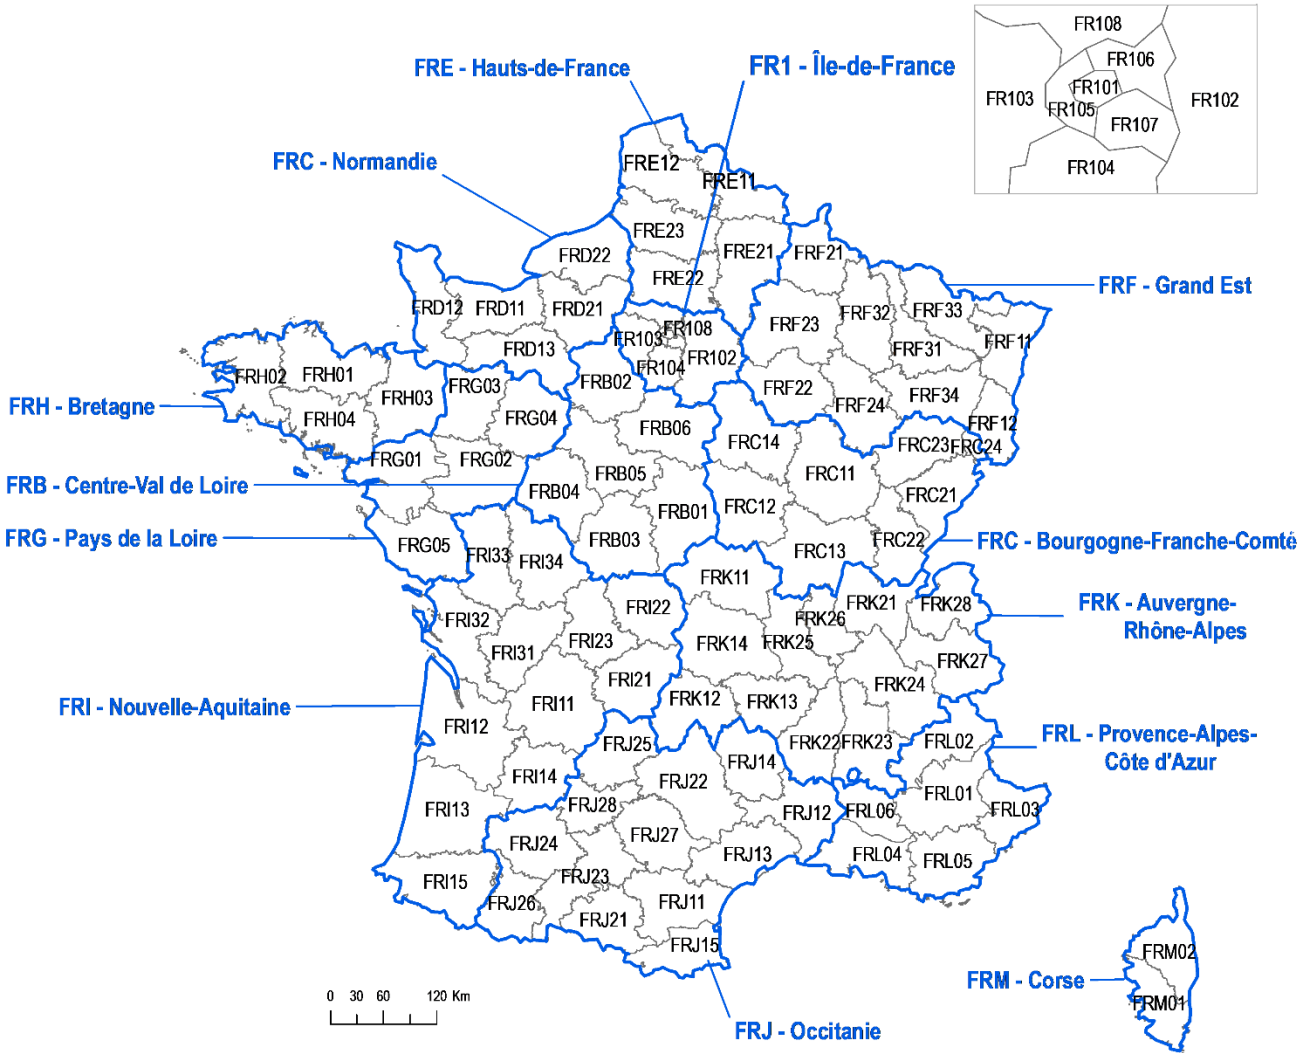 FR108
FR106
FR101
FR103
FR102
FR105
FR107
FR104
FRE - Hauts-de-France
FR1 - Île-de-France
FRC - Normandie
FRF - Grand Est
FRH - Bretagne
FRB - Centre-Val de Loire
FRG - Pays de la Loire
FRC - Bourgogne-Franche-Comté
FRK - Auvergne-
Rhône-Alpes
FRI - Nouvelle-Aquitaine
FRL - Provence-Alpes-
Côte d'Azur
FRM - Corse
FRJ - Occitanie
FRE12
FRE11
FRE23
FRE21
FRE22
FRD22
FRD12
FRD11
FRD21
FRD13
FRF21
FRF23
FRF32
FRF33
FRF11
FRF31
FRF22
FRF24
FRF34
FRF12
FR108
FR103
FR102
FR104
FRH02
FRH01
FRH03
FRH04
FRG03
FRG04
FRG01
FRG02
FRG05
FRB02
FRB06
FRB05
FRB04
FRB01
FRB03
FRC14
FRC11
FRC23
FRC24
FRC21
FRC12
FRC13
FRC22
FRI33
FRI34
FRI32
FRI22
FRI23
FRI31
FRI21
FRI11
FRI12
FRI14
FRI13
FRI15
FRK11
FRK21
FRK28
FRK26
FRK25
FRK14
FRK27
FRK24
FRK12
FRK13
FRK22
FRK23
FRL02
FRL01
FRL03
FRL06
FRL04
FRL05
FRJ25
FRJ14
FRJ22
FRJ28
FRJ12
FRJ27
FRJ24
FRJ13
FRJ23
FRJ26
FRJ21
FRJ11
FRJ15
FRM02
FRM01
0 30 60 120 Km